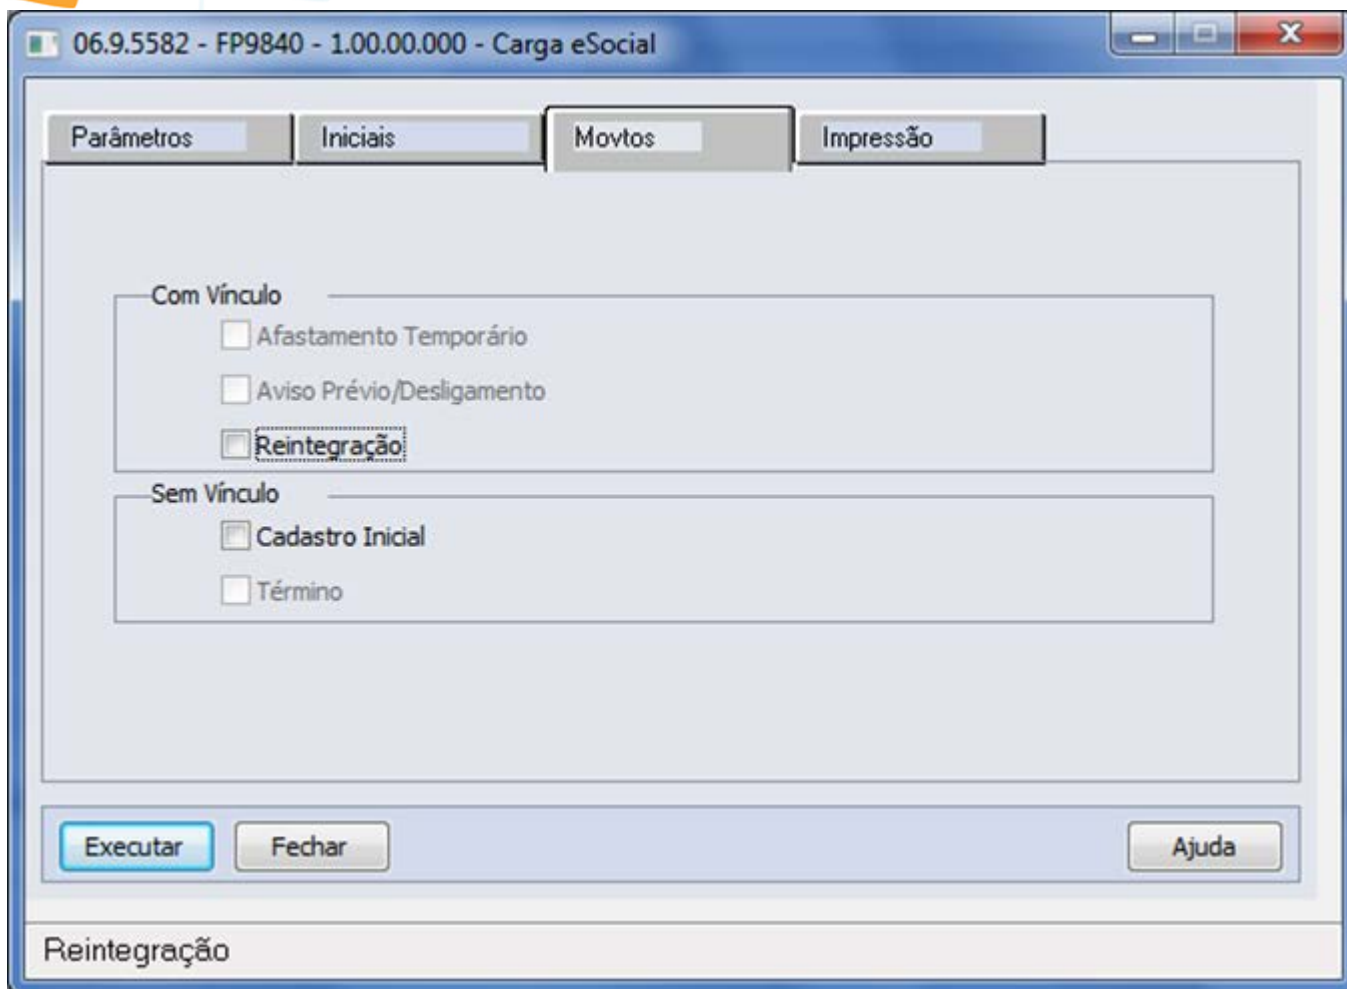 06.9.5582 - FP9840 - 1.00.00.000 - Carga eSocial
Parâmetros Iniciais Movtos Impressão
Com Vínculo
Afastamento Temporário
Aviso Prévio/Desligamento
Reintegração
Sem Vínculo
Cadastro Inicial
Término
Executar Fechar Ajuda
Reintegração